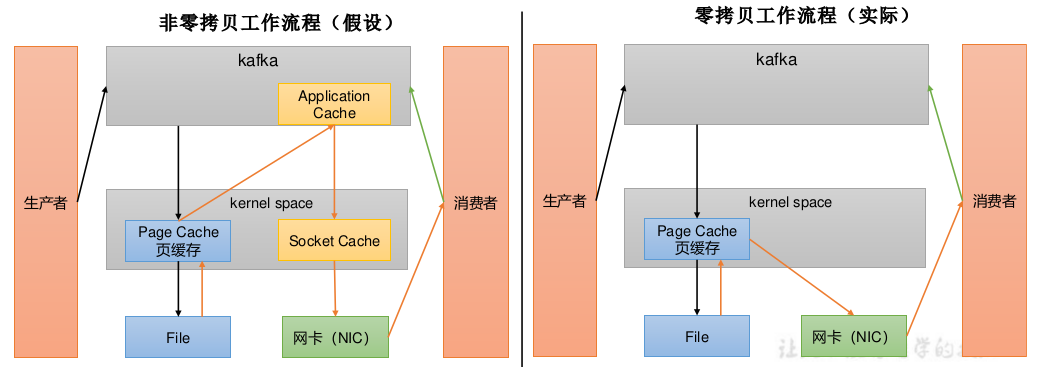 非零拷贝工作流程（假设）
kafka
Application
Cache
生产者
消费者
kernel space
Page Cache
页缓存
Socket Cache
File
网卡（NIC）
零拷贝工作流程（实际）
kafka
生产者
消费者
kernel space
Page Cache
页缓存
File
网卡（NIC）
让
学的